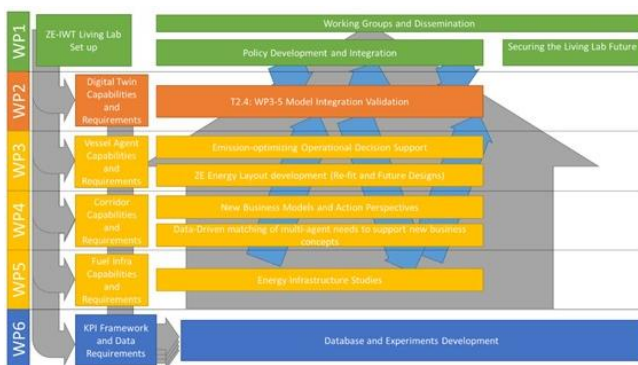 WP1
ZE-IWT Living Lab
Set up
Working Groups and Dissemination
Policy Development and Integration
Securing the Living Lab Future
WP2
Digital Twin
Capabilities
and
Requirements
T2.4: WP3-5 Model Integration Validation
WP3
Vessel Agent
Capabilities
and
Requirements
Emission-optimizing Operational Decision Support
ZE Energy Layout development (Re-fit and Future Designs)
WP4
Corridor
Capabilities
and
Requirements
New Business Models and Action Perspectives
Data-Driven matching of multi-agent needs to support new business
concepts
WP5
Fuel Infra
Capabilities
and
Requirements
Energy Infrastructure Studies
WP6
KPI Framework
and Data
Requirements
Database and Experiments Development